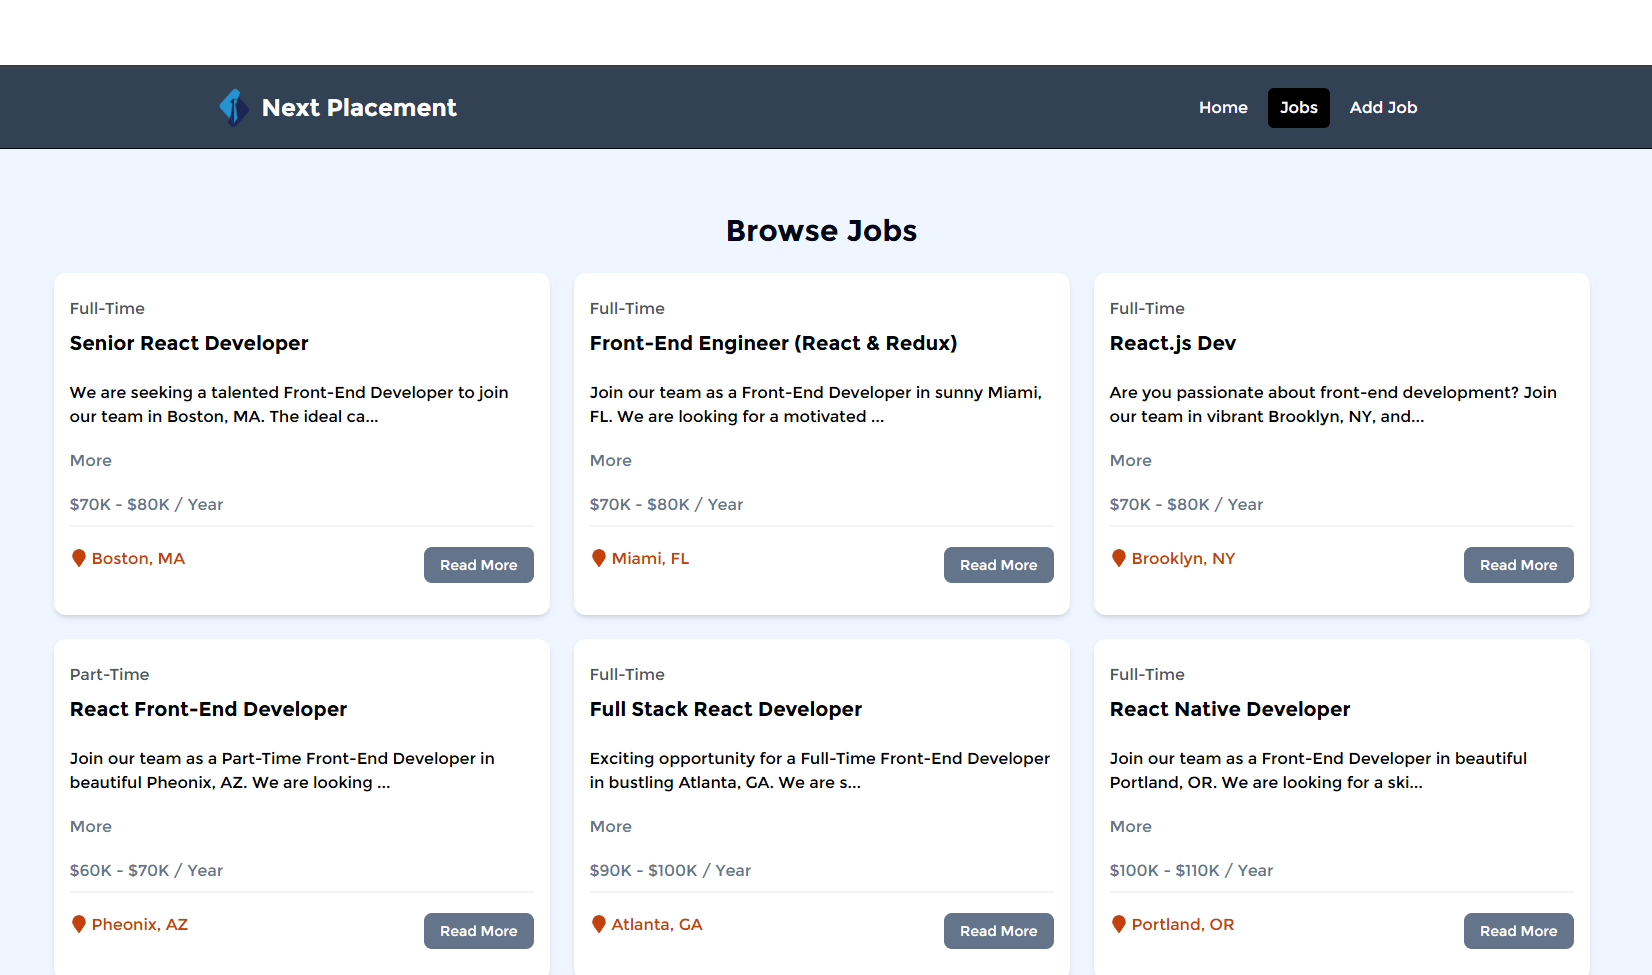 Next Placement
Home
Jobs
Add Job
Browse Jobs
Full-Time
Senior React Developer
We are seeking a talented Front-End Developer to join
our team in Boston, MA. The ideal ca...
More
$70K - $80K / Year
Boston, MA
Read More
Full-Time
Front-End Engineer (React & Redux)
Join our team as a Front-End Developer in sunny Miami,
FL. We are looking for a motivated ...
More
$70K - $80K / Year
Miami, FL
Read More
Full-Time
React.js Dev
Are you passionate about front-end development? Join
our team in vibrant Brooklyn, NY, and...
More
$70K - $80K / Year
Brooklyn, NY
Read More
Part-Time
React Front-End Developer
Join our team as a Part-Time Front-End Developer in
beautiful Pheonix, AZ. We are looking ...
More
$60K - $70K / Year
Pheonix, AZ
Read More
Full-Time
Full Stack React Developer
Exciting opportunity for a Full-Time Front-End Developer
in bustling Atlanta, GA. We are s...
More
$90K - $100K / Year
Atlanta, GA
Read More
Full-Time
React Native Developer
Join our team as a Front-End Developer in beautiful
Portland, OR. We are looking for a ski...
More
$100K - $110K / Year
Portland, OR
Read More